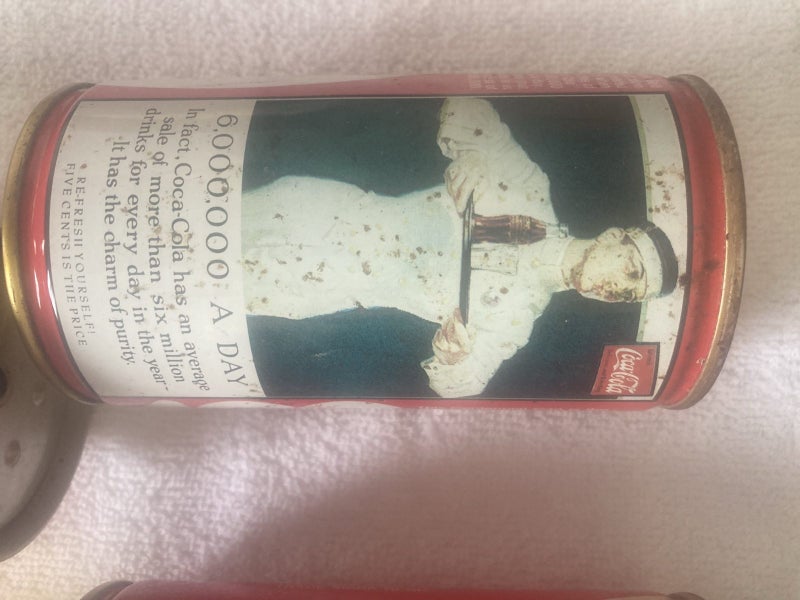 Coca-Cola
6,000,000 A DAY
In fact, Coca-Cola has an average
sale of more than six million
drinks for every day in the year
It has the charm of purity.
RE-FRESH YOURSELF!
FIVE CENTS IS THE PRICE